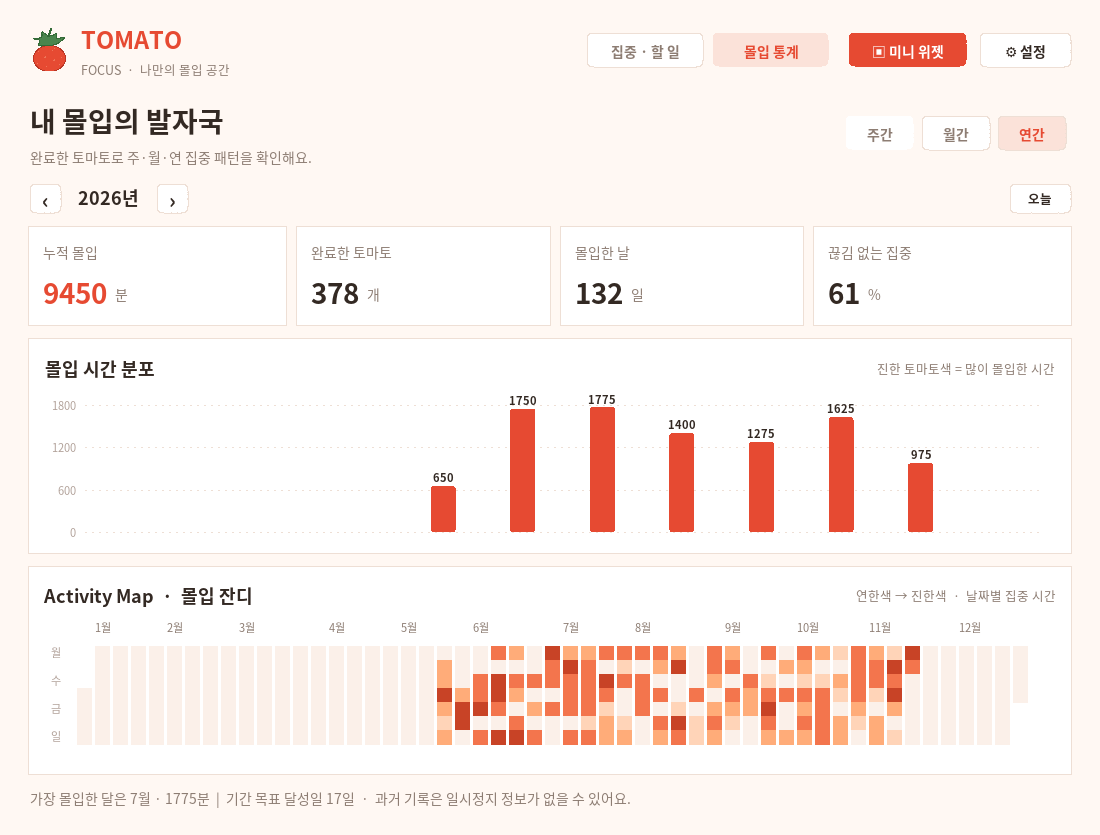 TOMATO
FOCUS · 나만의 몰입 공간
집중 · 할 일
몰입 통계
▣ 미니 위젯
⚙ 설정
내 몰입의 발자국
완료한 토마토로 주·월·연 집중 패턴을 확인해요.
주간
월간
연간
‹
2026년
›
오늘
누적 몰입
9450 분
완료한 토마토
378 개
몰입한 날
132 일
끊김 없는 집중
61 %
몰입 시간 분포
진한 토마토색 = 많이 몰입한 시간
1800
1200
600
0
650
1750
1775
1400
1275
1625
975
Activity Map · 몰입 잔디
연한색 → 진한색 · 날짜별 집중 시간
1월 2월 3월 4월 5월 6월 7월 8월 9월 10월 11월 12월
월
수
금
일
가장 몰입한 달은 7월 · 1775분 | 기간 목표 달성일 17일 · 과거 기록은 일시정지 정보가 없을 수 있어요.